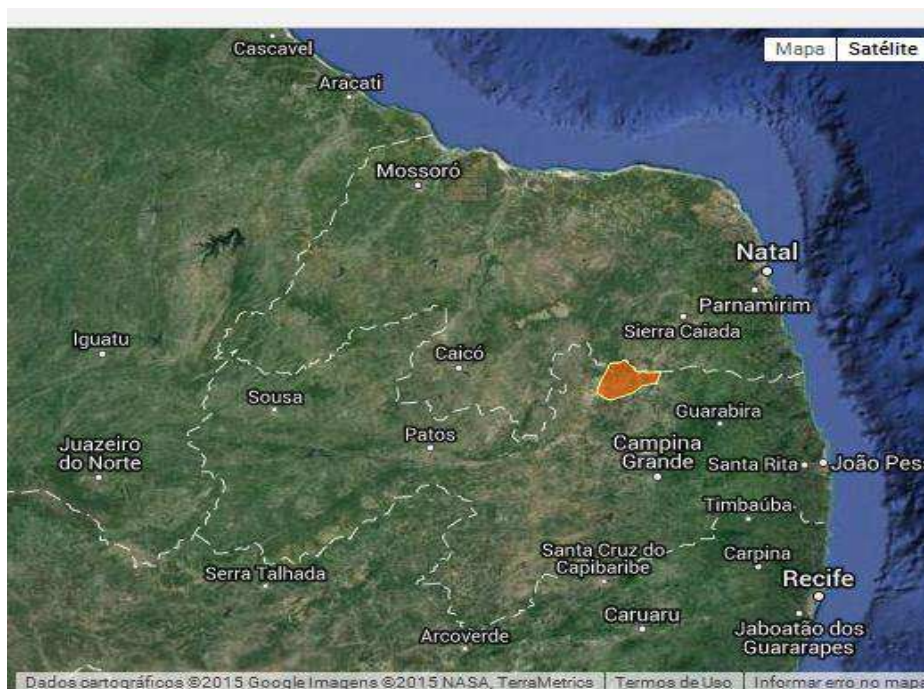 Mapa Satélite
Cascavel
Aracati
Mossoró
Natal
Parnamirim
Sierra Caiada
Iguatu
Caicó
Sousa
Guarabira
Patos
Juazeiro
do Norte
Campina
Grande
Santa Rita
João Pes
Timbaúba
Santa Cruz do
Capibaribe
Carpina
Serra Talhada
Recife
Caruaru
Jaboatão dos
Guararapes
Arcoverde
Dados cartográficos ©2015 Google Imagens ©2015 NASA, TerraMetrics Termos de Uso Informar erro no mapa